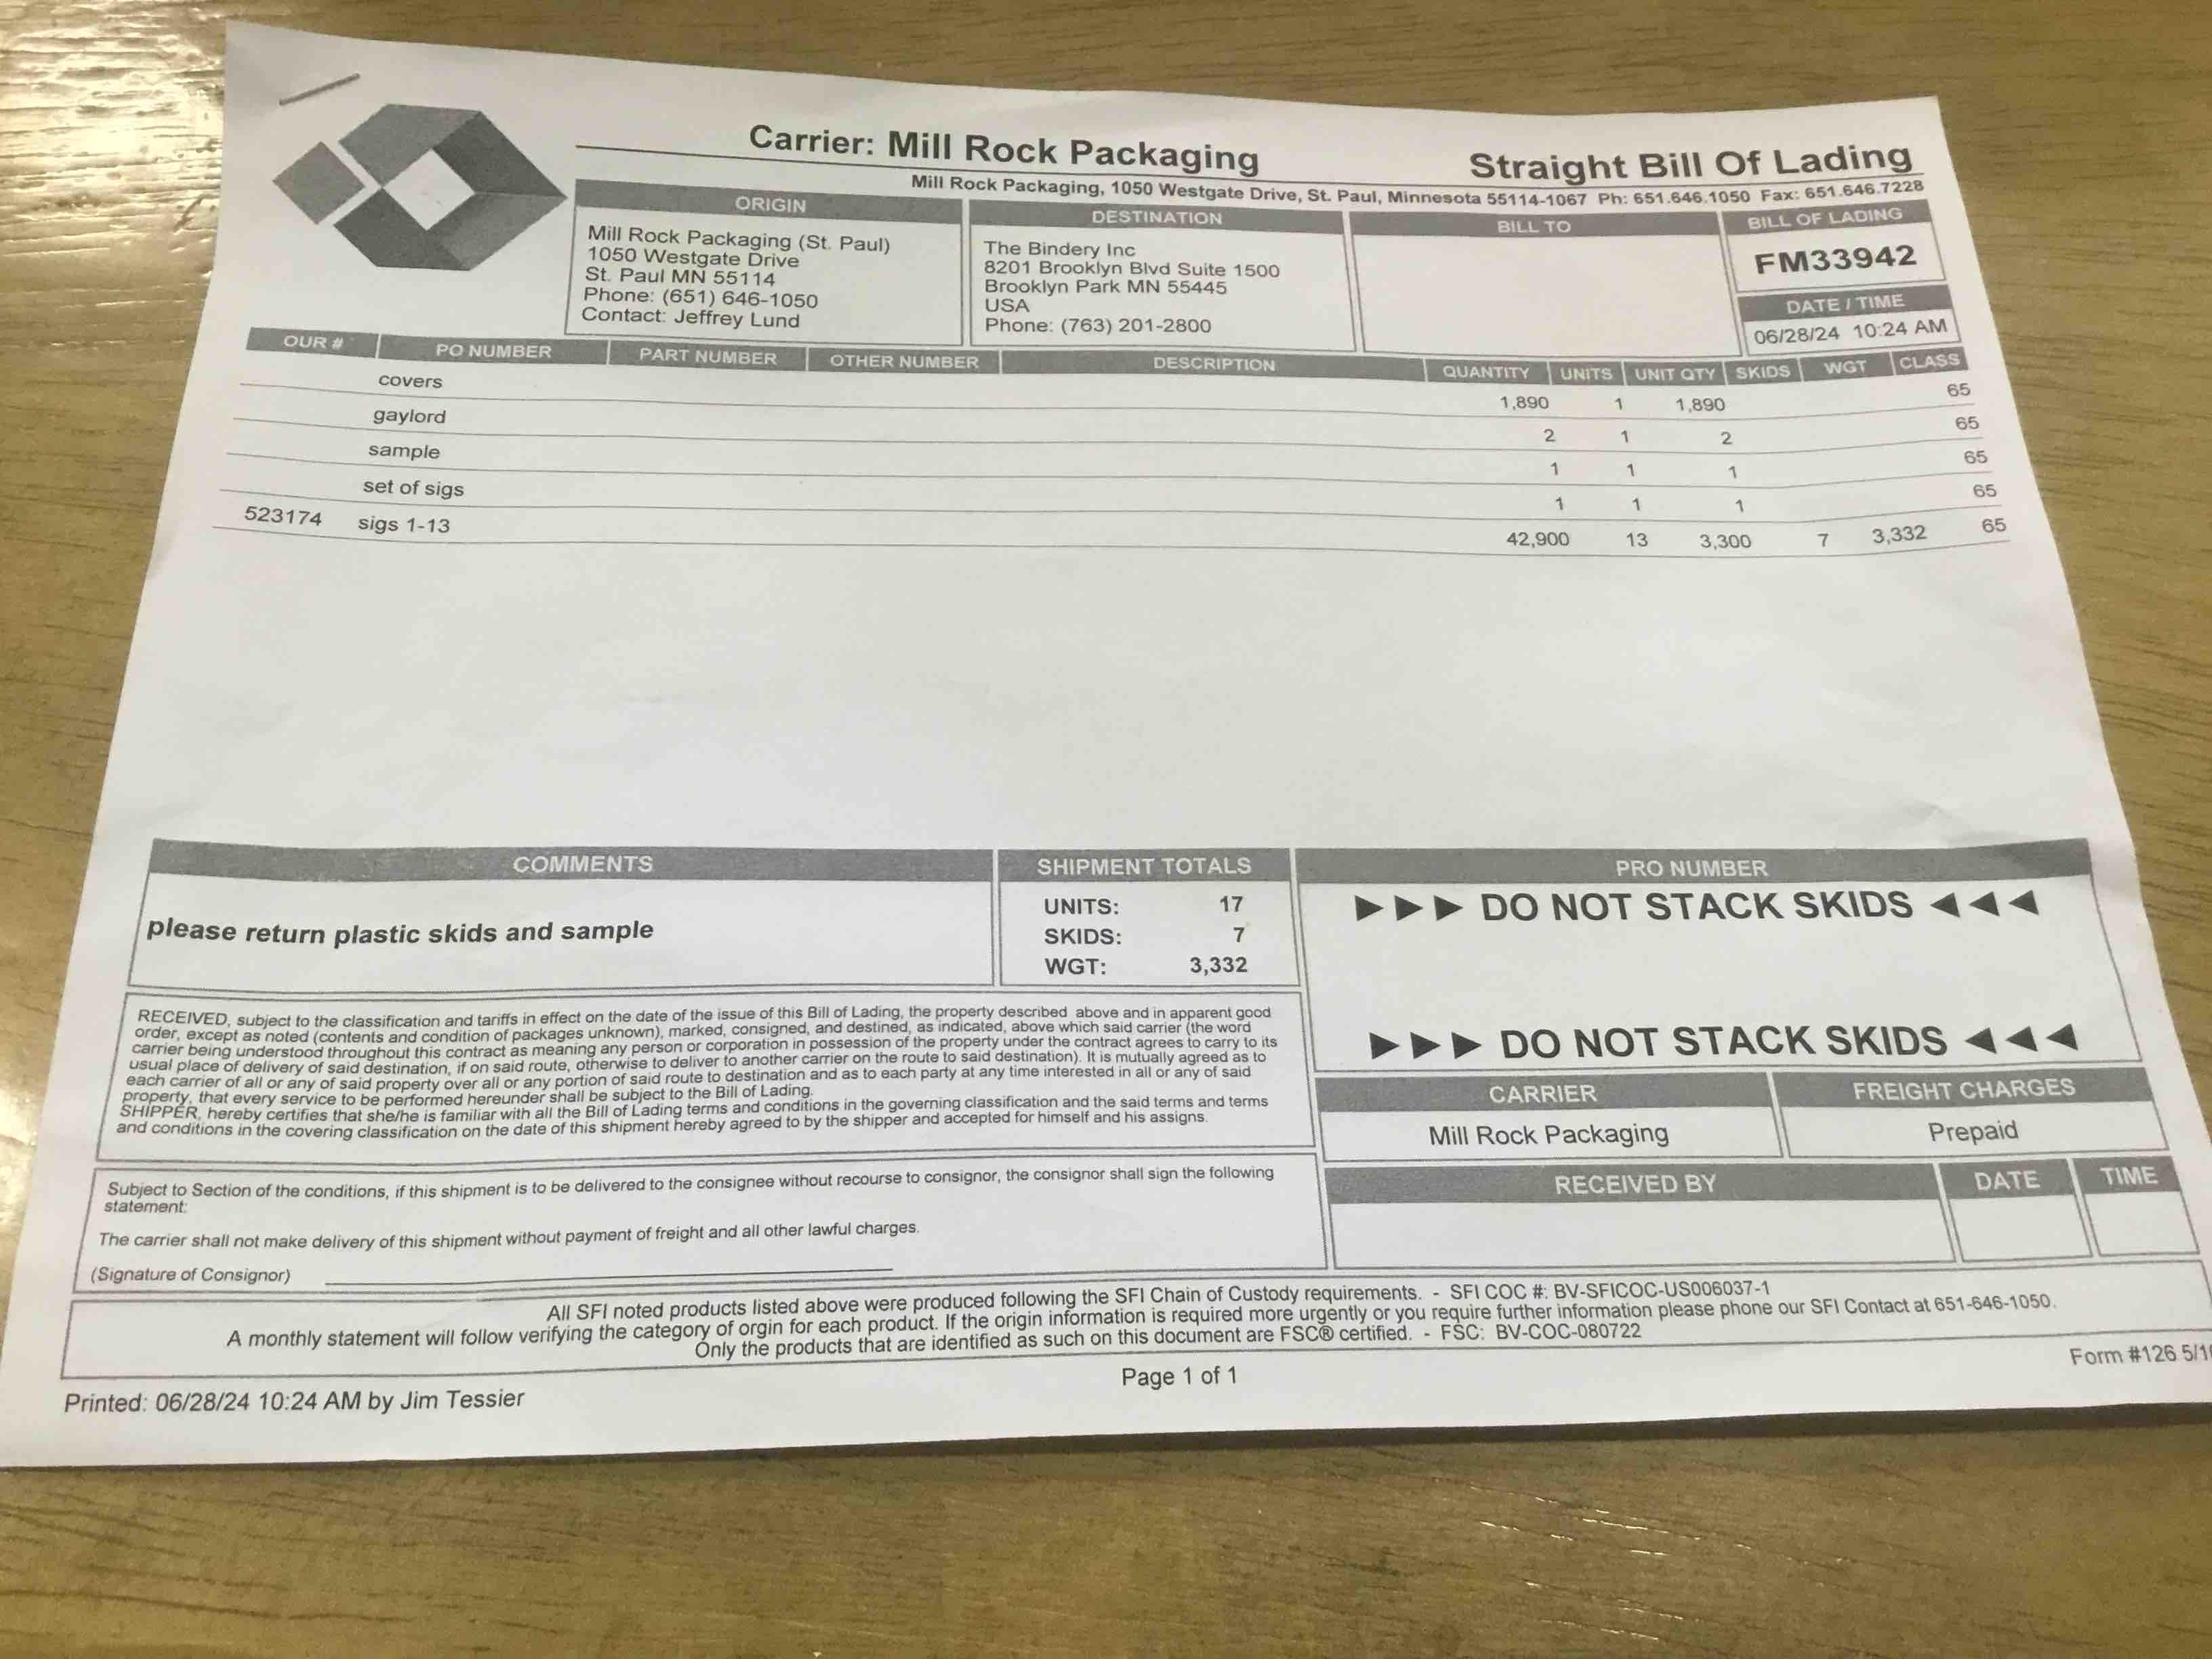 Carrier: Mill Rock Packaging
Straight Bill Of Lading
Mill Rock Packaging, 1050 Westgate Drive, St. Paul, Minnesota 55114-1067 Ph: 651.646.1050 Fax: 651.646.7228
ORIGIN
Mill Rock Packaging (St. Paul)
1050 Westgate Drive
St. Paul MN 55114
Phone: (651) 646-1050
Contact: Jeffrey Lund
DESTINATION
The Bindery Inc
8201 Brooklyn Blvd Suite 1500
Brooklyn Park MN 55445
USA
Phone: (763) 201-2800
BILL TO
BILL OF LADING
FM33942
DATE / TIME
06/28/24 10:24 AM
OUR # PO NUMBER PART NUMBER OTHER NUMBER DESCRIPTION QUANTITY UNITS UNIT QTY SKIDS WGT CLASS
covers 1,890 1 1,890 65
gaylord 2 1 2 65
sample 1 1 1 65
set of sigs 1 1 1 65
523174 sigs 1-13 42,900 13 3,300 7 3,332 65
COMMENTS
please return plastic skids and sample
SHIPMENT TOTALS
UNITS: 17
SKIDS: 7
WGT: 3,332
PRO NUMBER
►►► DO NOT STACK SKIDS ◄◄◄
►►► DO NOT STACK SKIDS ◄◄◄
RECEIVED, subject to the classification and tariffs in effect on the date of the issue of this Bill of Lading, the property described above and in apparent good
order, except as noted (contents and condition of packages unknown), marked, consigned, and destined, as indicated, above which said carrier (the word
carrier being understood throughout this contract as meaning any person or corporation in possession of the property under the contract agrees to carry to its
usual place of delivery of said destination, if on said route, otherwise to deliver to another carrier on the route to said destination). It is mutually agreed as to
each carrier of all or any of said property over all or any portion of said route to destination and as to each party at any time interested in all or any of said
property, that every service to be performed hereunder shall be subject to the Bill of Lading.
SHIPPER, hereby certifies that she/he is familiar with all the Bill of Lading terms and conditions in the governing classification and the said terms and terms
and conditions in the covering classification on the date of this shipment hereby agreed to by the shipper and accepted for himself and his assigns.
CARRIER
Mill Rock Packaging
FREIGHT CHARGES
Prepaid
RECEIVED BY
DATE
TIME
Subject to Section of the conditions, if this shipment is to be delivered to the consignee without recourse to consignor, the consignor shall sign the following
statement:
The carrier shall not make delivery of this shipment without payment of freight and all other lawful charges.
(Signature of Consignor)
All SFI noted products listed above were produced following the SFI Chain of Custody requirements. - SFI COC #: BV-SFICOC-US006037-1
A monthly statement will follow verifying the category of orgin for each product. If the origin information is required more urgently or you require further information please phone our SFI Contact at 651-646-1050.
Only the products that are identified as such on this document are FSC® certified. - FSC: BV-COC-080722
Printed: 06/28/24 10:24 AM by Jim Tessier
Page 1 of 1
Form #126